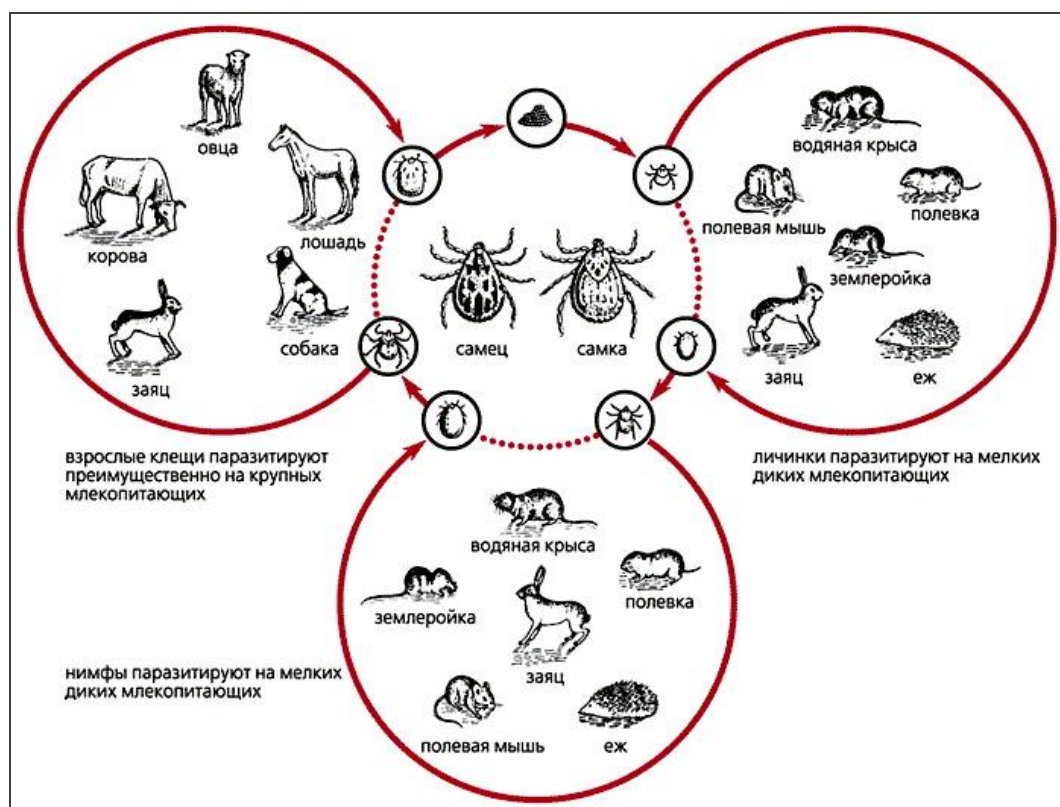 овца
корова
лошадь
собака
заяц
взрослые клещи паразитируют
преимущественно на крупных
млекопитающих
самец
самка
водяная крыса
полевая мышь
полевка
землеройка
заяц
еж
личинки паразитируют на мелких
диких млекопитающих
водяная крыса
землеройка
полевка
заяц
полевая мышь
еж
нимфы паразитируют на мелких
диких млекопитающих